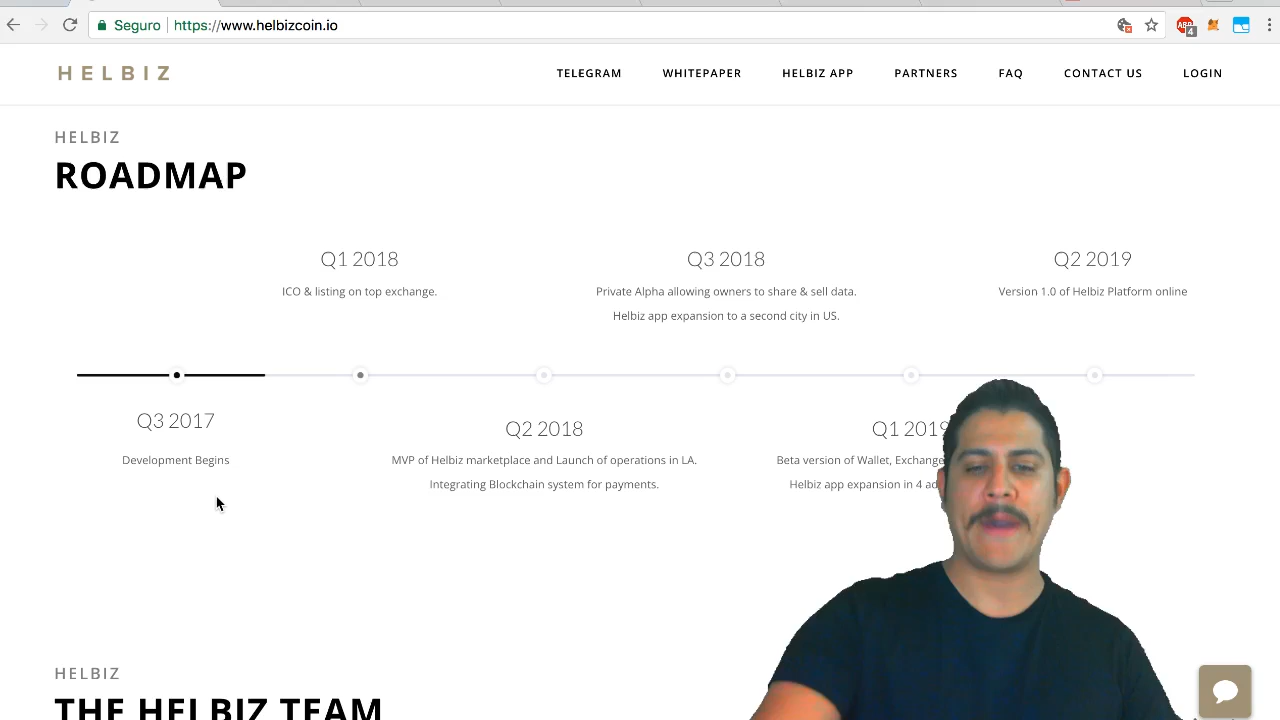 Seguro
https://www.helbizcoin.io
ABP
4
HELBIZ
TELEGRAM
WHITEPAPER
HELBIZ APP
PARTNERS
FAQ
CONTACT US
LOGIN
HELBIZ
ROADMAP
Q1 2018
ICO & listing on top exchange.
Q3 2018
Private Alpha allowing owners to share & sell data.
Helbiz app expansion to a second city in US.
Q2 2019
Version 1.0 of Helbiz Platform online
Q3 2017
Development Begins
Q2 2018
MVP of Helbiz marketplace and Launch of operations in LA.
Integrating Blockchain system for payments.
Q1 2019
Beta version of Wallet, Exchange
Helbiz app expansion in 4
HELBIZ
THE HELBIZ TEAM